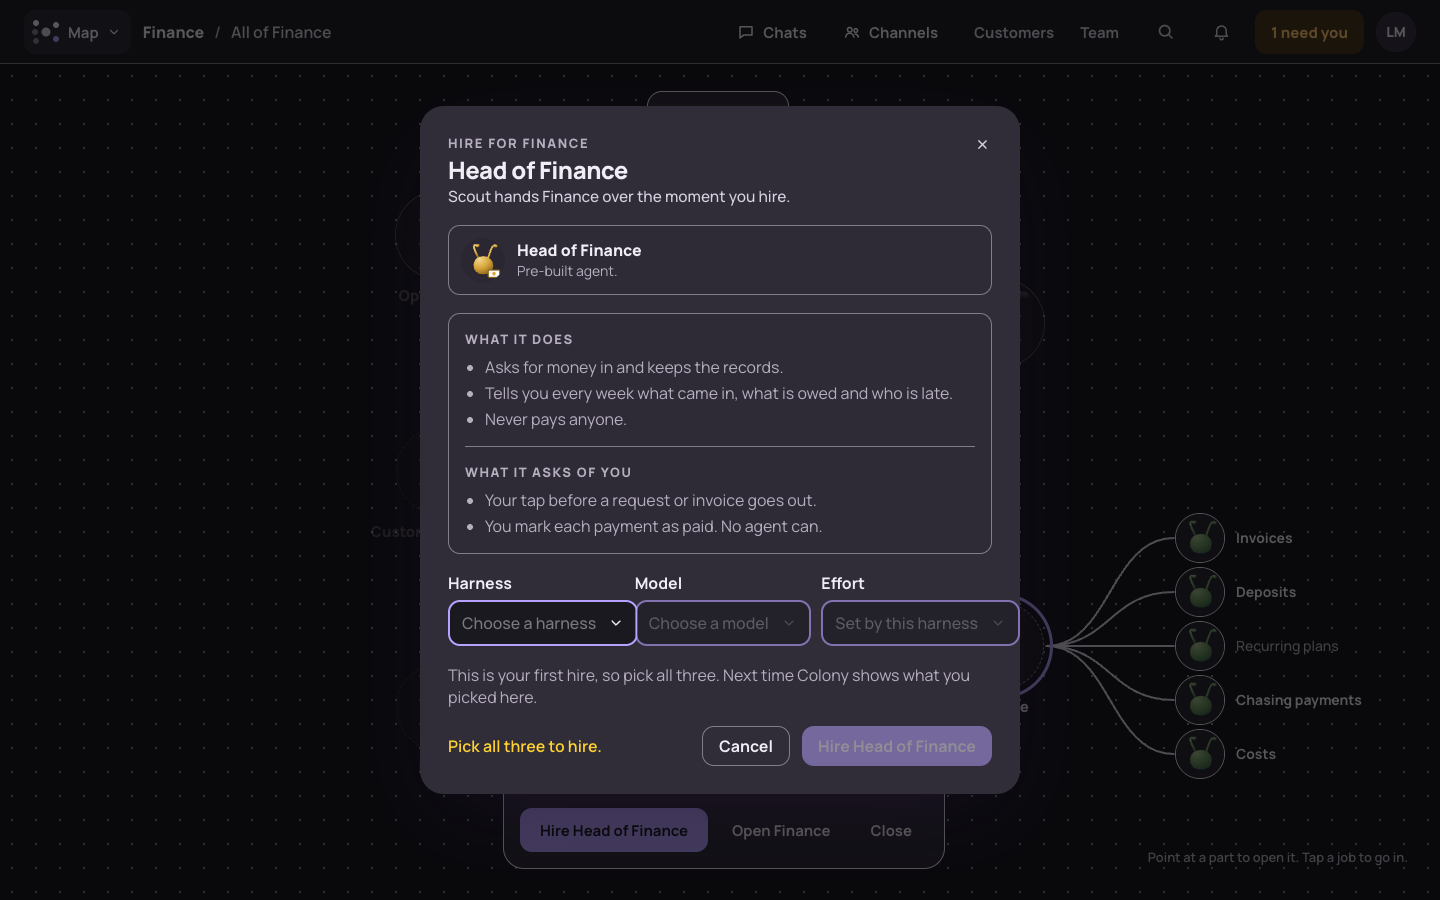 Map
Finance / All of Finance
Chats
Channels
Customers
Team
1 need you
LM
HIRE FOR FINANCE
Head of Finance
Scout hands Finance over the moment you hire.
Head of Finance
Pre-built agent.
WHAT IT DOES
Asks for money in and keeps the records.
Tells you every week what came in, what is owed and who is late.
Never pays anyone.
WHAT IT ASKS OF YOU
Your tap before a request or invoice goes out.
You mark each payment as paid. No agent can.
Harness
Model
Effort
Choose a harness
Choose a model
Set by this harness
This is your first hire, so pick all three. Next time Colony shows what you
picked here.
Pick all three to hire.
Cancel
Hire Head of Finance
Invoices
Deposits
Recurring plans
Chasing payments
Costs
Hire Head of Finance
Open Finance
Close
Point at a part to open it. Tap a job to go in.